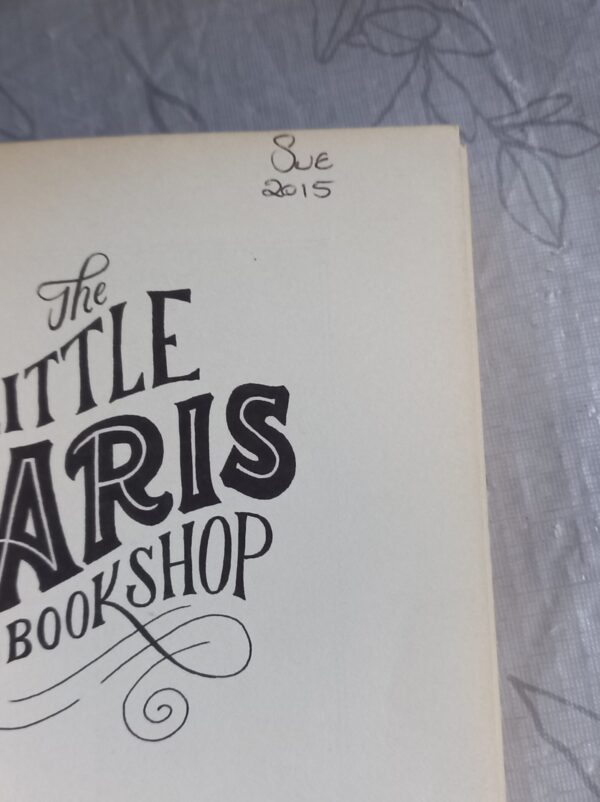 Sue
2015
The
ITTLE
ARIS
BOOKSHOP